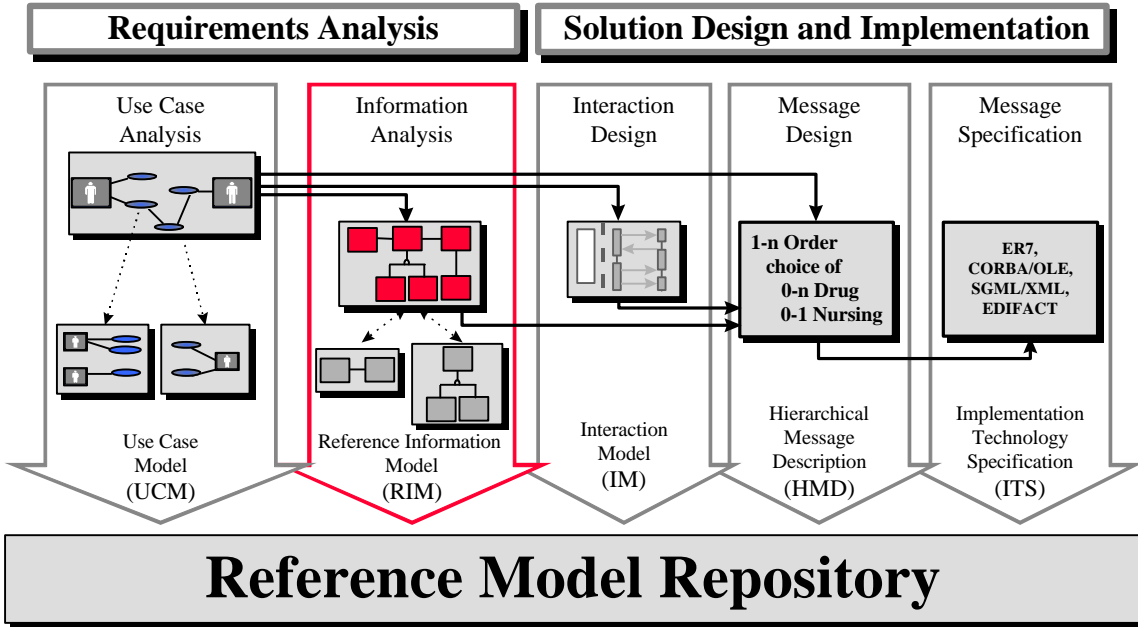 Requirements Analysis
Solution Design and Implementation
Use Case
Analysis
Information
Analysis
Interaction
Design
Message
Design
Message
Specification
1-n Order
choice of
0-n Drug
0-1 Nursing
ER7,
CORBA/OLE,
SGML/XML,
EDIFACT
Use Case
Model
(UCM)
Reference Information
Model
(RIM)
Interaction
Model
(IM)
Hierarchical
Message
Description
(HMD)
Implementation
Technology
Specification
(ITS)
Reference Model Repository